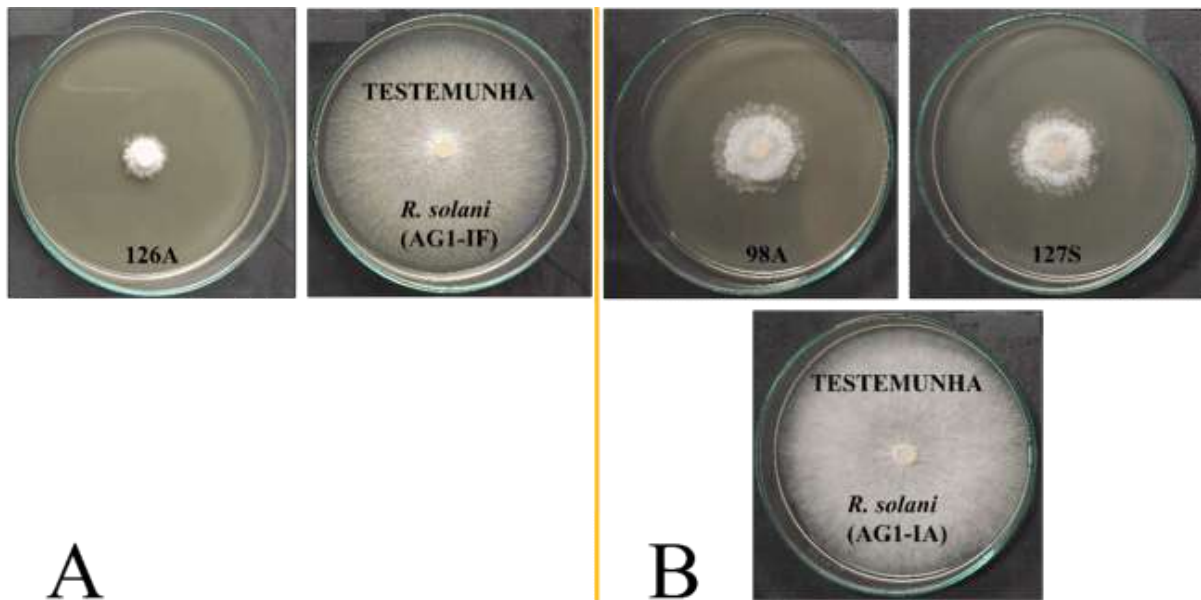 126A
TESTEMUNHA
R. solani
(AG1-IF)
98A
127S
TESTEMUNHA
R. solani
(AG1-IA)
A
B